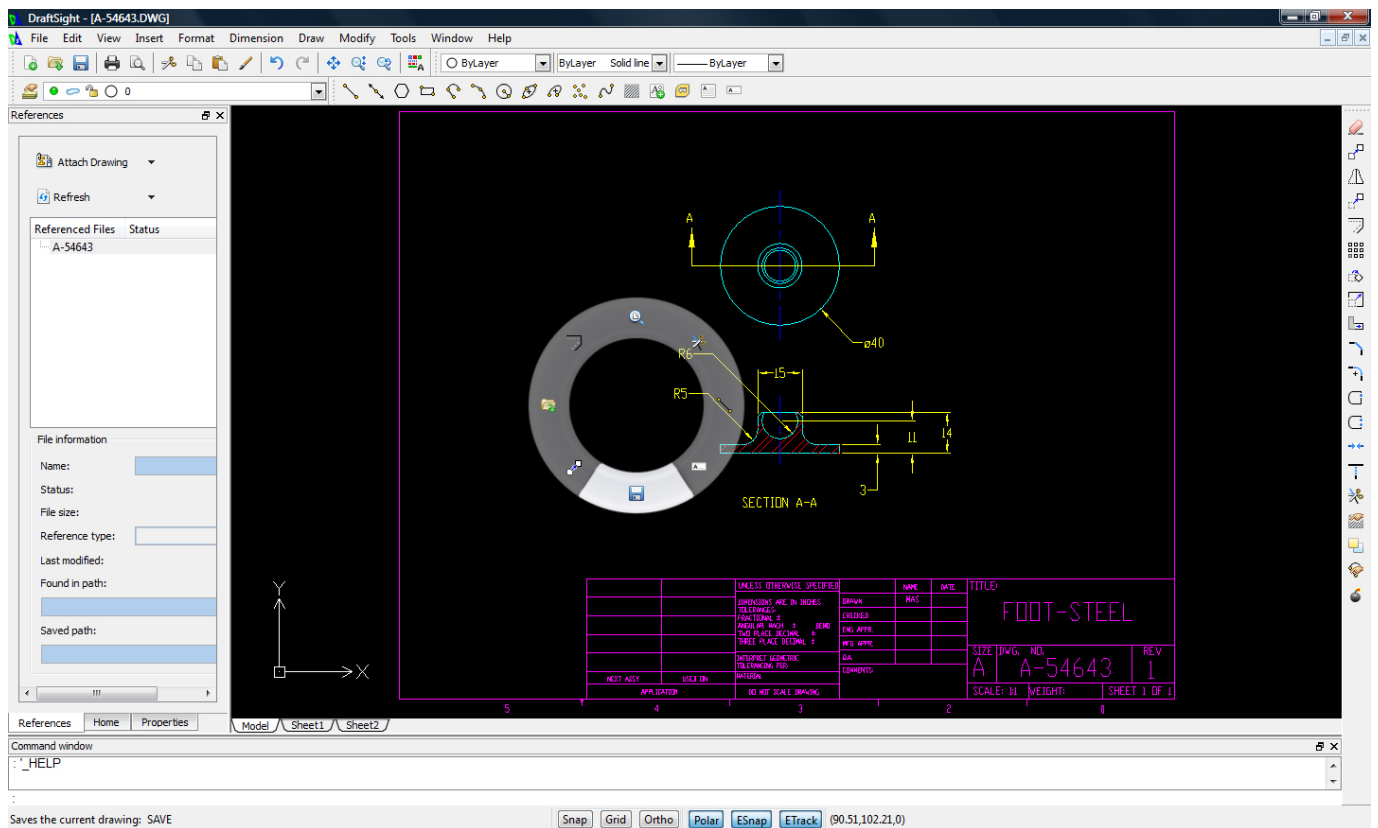 DraftSight - [A-54643.DWG]
File Edit View Insert Format Dimension Draw Modify Tools Window Help
ByLayer ByLayer Solid line ByLayer
0
References
Attach Drawing
Refresh
Referenced Files Status
A-54643
File information
Name:
Status:
File size:
Reference type:
Last modified:
Found in path:
Saved path:
References Home Properties
A A
ø40
R6
15
R5
11 14
3
SECTION A-A
Y
X
UNLESS OTHERWISE SPECIFIED
DIMENSIONS ARE IN INCHES
TOLERANCES:
FRACTIONAL ±
ANGULAR MACH ± BEND
TWO PLACE DECIMAL ±
THREE PLACE DECIMAL ±
INTERPRET GEOMETRIC
TOLERANCING PER:
MATERIAL
NEXT ASSY USED ON
APPLICATION
DO NOT SCALE DRAWING
NAME DATE
DRAWN MAS
CHECKED
ENG APPR.
MFG APPR.
Q.A.
COMMENTS:
TITLE:
FOOT-STEEL
SIZE DWG. NO. REV
A A-54643 1
WEIGHT: SHEET 1 OF 1
5 4 3 2
Model Sheet1 Sheet2
Command window
: '_HELP
:
Saves the current drawing: SAVE
Snap Grid Ortho Polar ESnap ETrack (90.51,102.21,0)